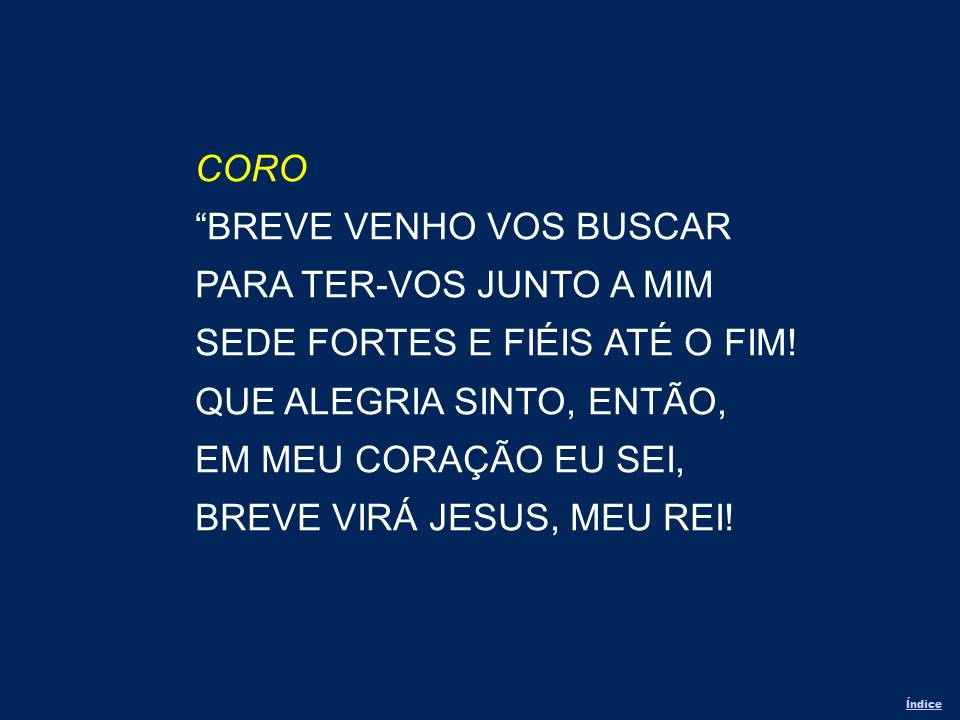 CORO
“BREVE VENHO VOS BUSCAR
PARA TER-VOS JUNTO A MIM
SEDE FORTES E FIÉIS ATÉ O FIM!
QUE ALEGRIA SINTO, ENTÃO,
EM MEU CORAÇÃO EU SEI,
BREVE VIRÁ JESUS, MEU REI!
Índice